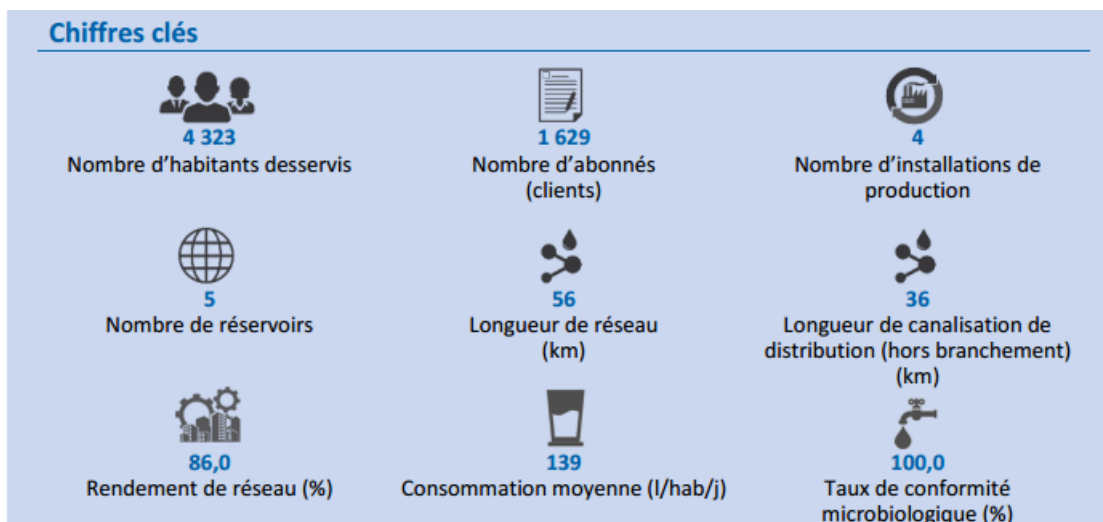 Chiffres clés
4 323
Nombre d’habitants desservis
1 629
Nombre d’abonnés
(clients)
4
Nombre d’installations de
production
5
Nombre de réservoirs
56
Longueur de réseau
(km)
36
Longueur de canalisation de
distribution (hors branchement)
(km)
86,0
Rendement de réseau (%)
139
Consommation moyenne (l/hab/j)
100,0
Taux de conformité
microbiologique (%)